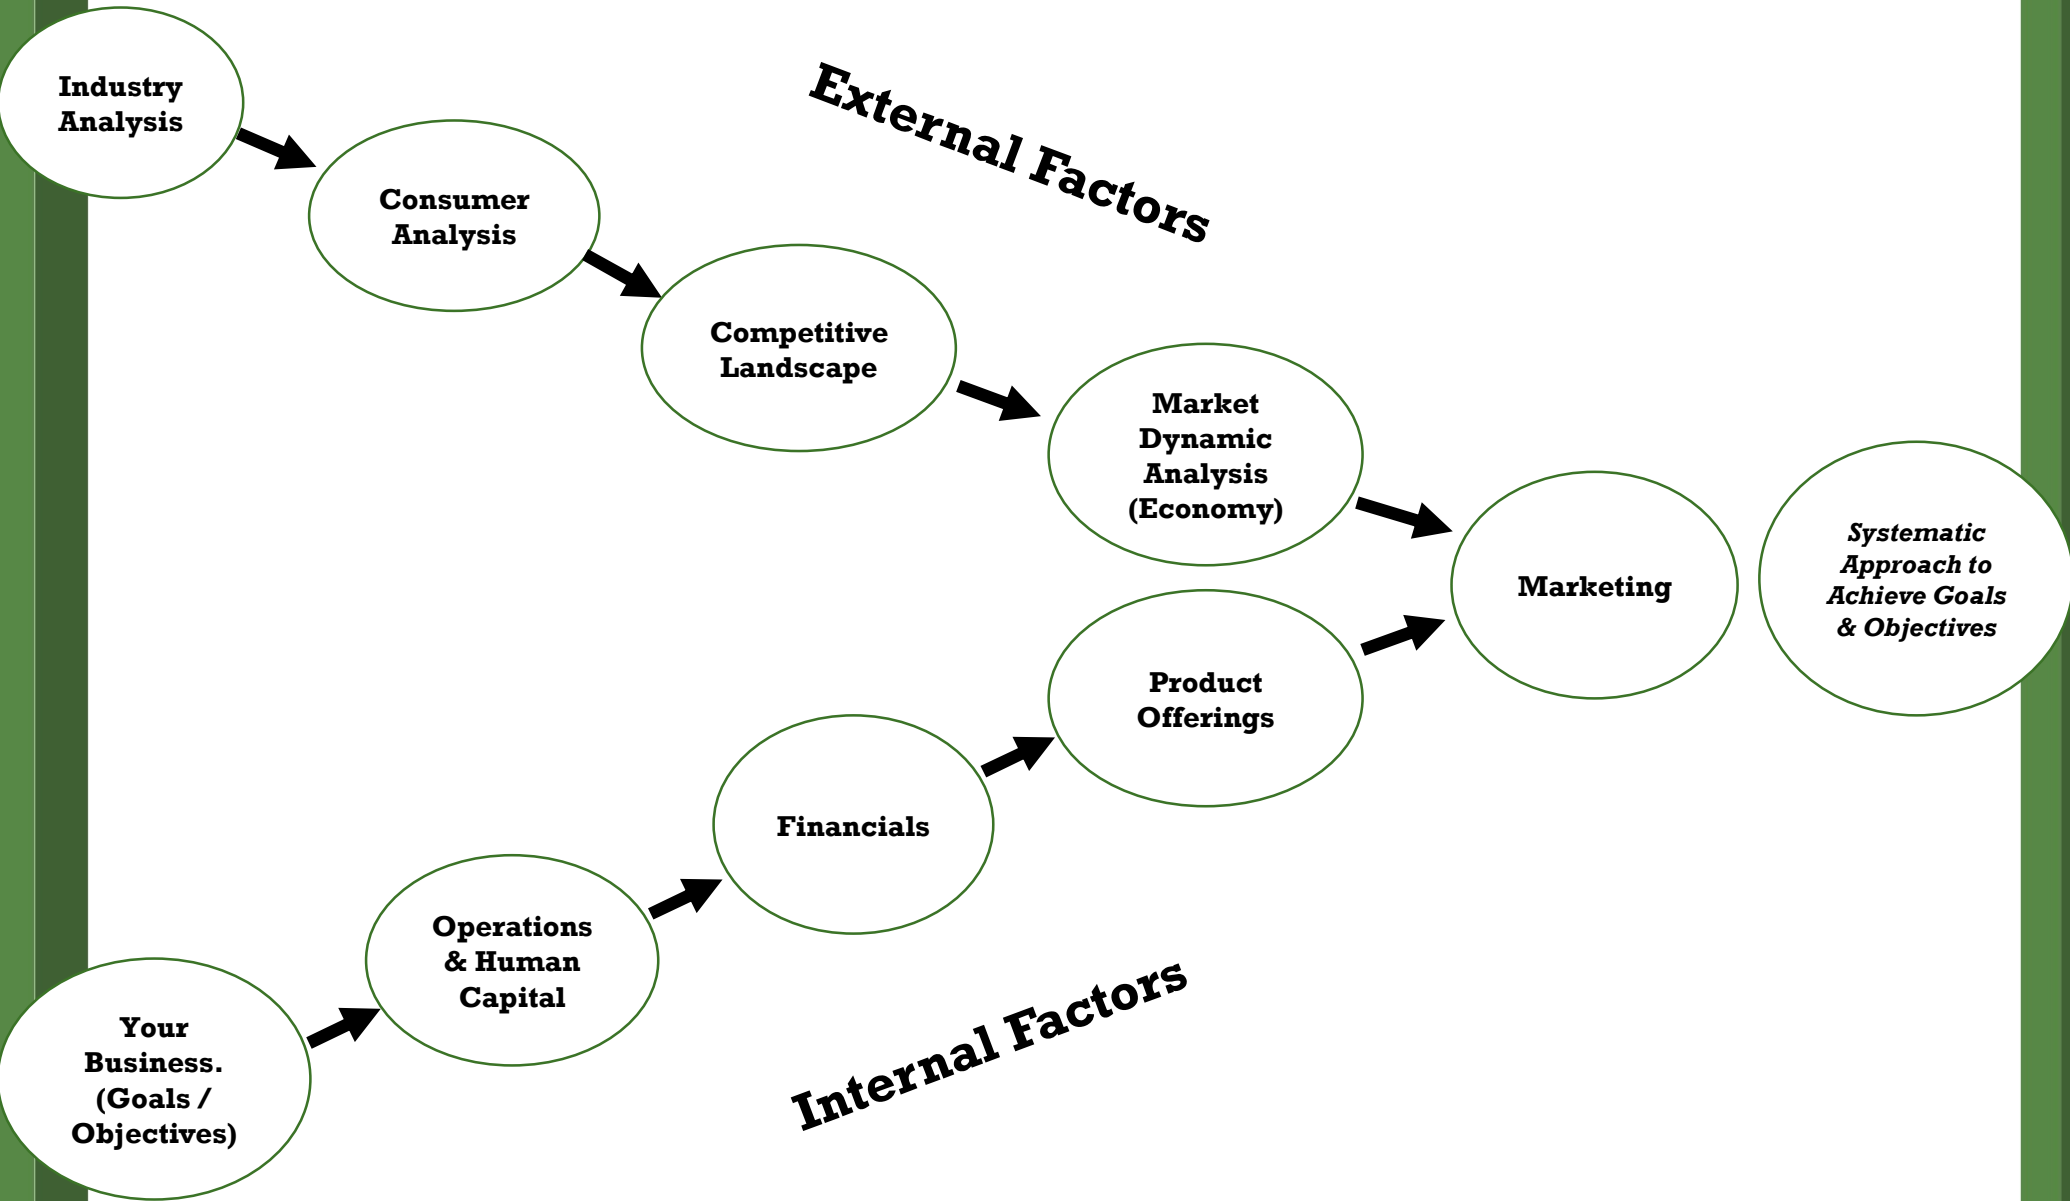 Industry
Analysis
External Factors
Consumer
Analysis
Competitive
Landscape
Market
Dynamic
Analysis
(Economy)
Marketing
Systematic
Approach to
Achieve Goals
& Objectives
Product
Offerings
Financials
Operations
& Human
Capital
Your
Business.
(Goals /
Objectives)
Internal Factors